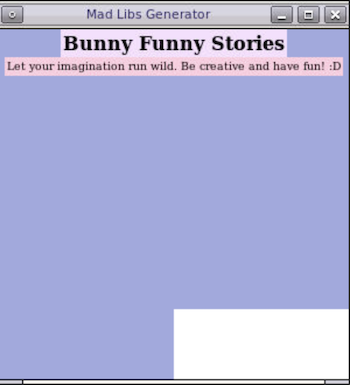 Mad Libs Generator
Bunny Funny Stories
Let your imagination run wild. Be creative and have fun! :D